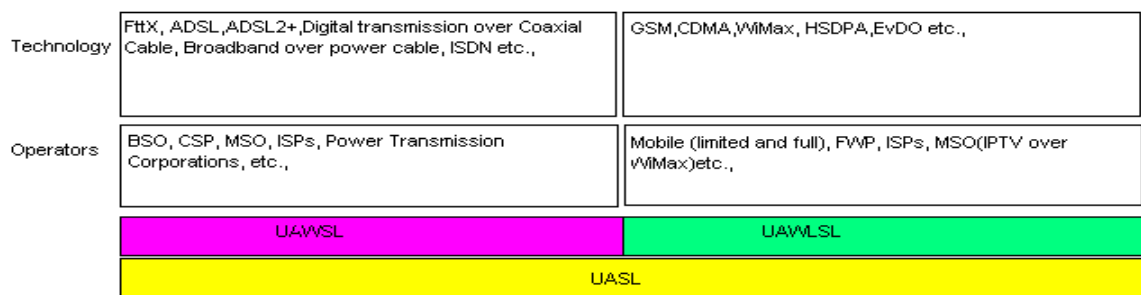 Technology
FttX, ADSL,ADSL2+,Digital transmission over Coaxial
Cable, Broadband over power cable, ISDN etc.,
GSM,CDMA,WiMax, HSDPA,EvDO etc.,
Operators
BSO, CSP, MSO, ISPs, Power Transmission
Corporations, etc.,
Mobile (limited and full), FWP, ISPs, MSO(IPTV over
WiMax)etc.,
UAWSL
UAWLSL
UASL